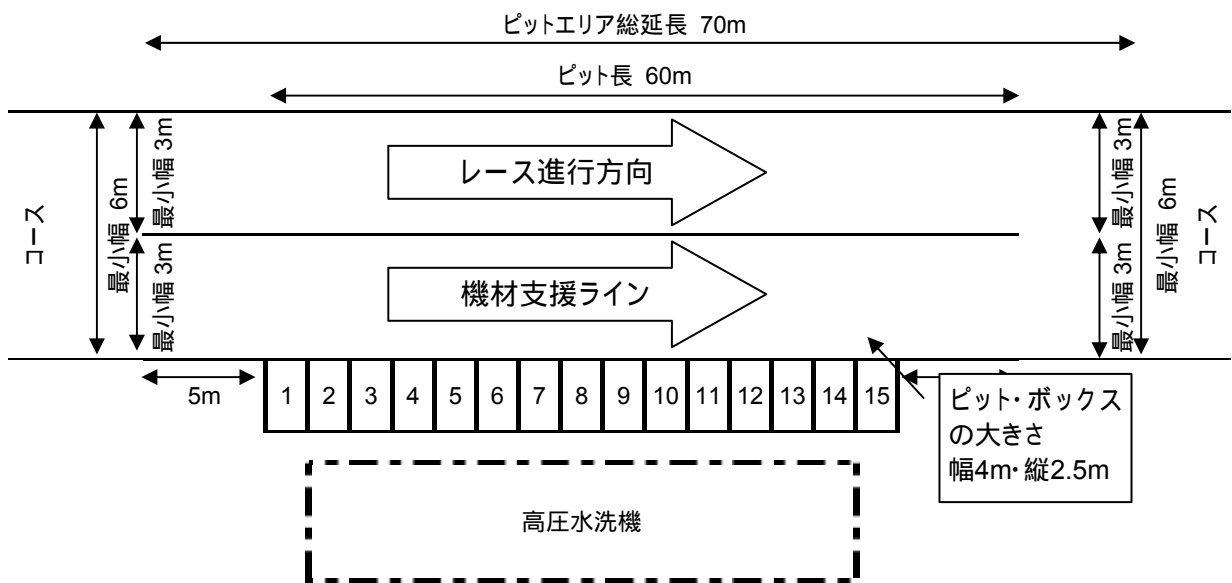 ピットエリア総延長 70m
ピット長 60m
コース
最小幅 6m
最小幅 3m
最小幅 3m
レース進行方向
機材支援ライン
最小幅 3m
最小幅 3m
最小幅 6m
コース
5m
1 2 3 4 5 6 7 8 9 10 11 12 13 14 15
ピット・ボックス
の大きさ
幅4m・縦2.5m
高圧水洗機